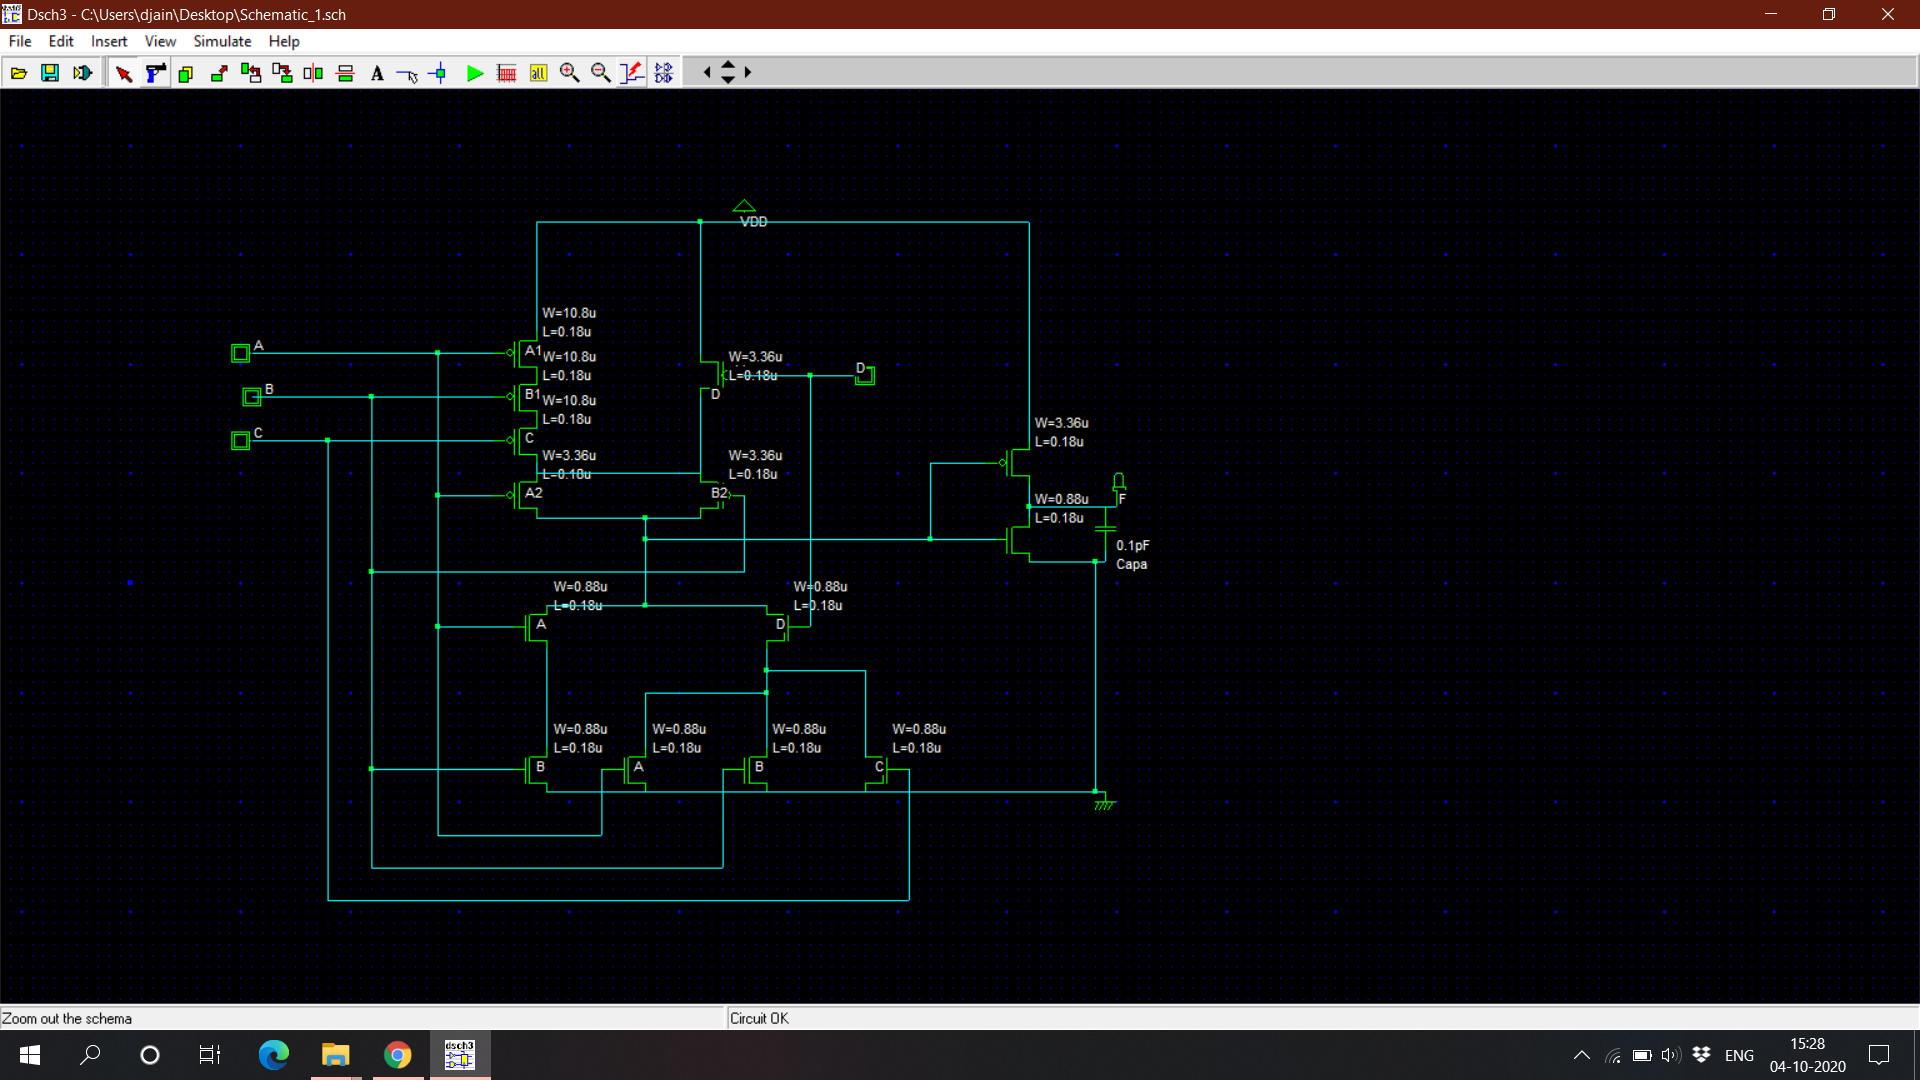 Dsch3 - C:\Users\djain\Desktop\Schematic_1.sch
File Edit Insert View Simulate Help
A
all
VDD
W=10.8u
L=0.18u
A
A1
W=10.8u
L=0.18u
W=3.36u
L=0.18u
D
B
B1
W=10.8u
L=0.18u
D
C
C
W=3.36u
L=0.18u
W=3.36u
L=0.18u
W=3.36u
L=0.18u
A2
B2
W=0.88u
L=0.18u
F
0.1pF
Capa
W=0.88u
L=0.18u
W=0.88u
L=0.18u
A
D
W=0.88u
L=0.18u
W=0.88u
L=0.18u
W=0.88u
L=0.18u
W=0.88u
L=0.18u
B
A
B
C
Zoom out the schema
Circuit OK
dsch3
ENG
15:28
04-10-2020